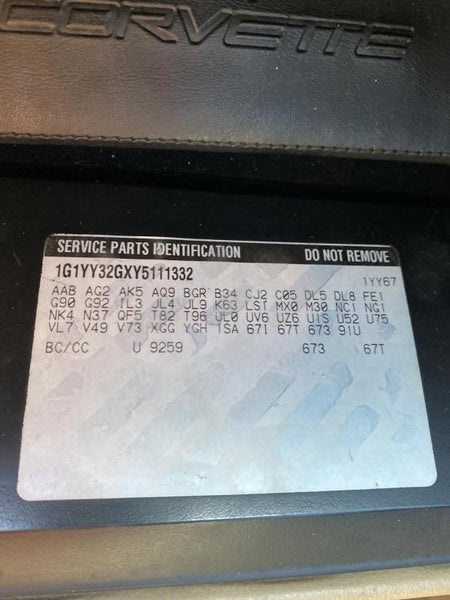 CORVETTE
SERVICE PARTS IDENTIFICATION DO NOT REMOVE
1G1YY32GXY5111332
1YY67
AAB AG2 AK5 AQ9 BGR B34 CJ2 C05 DL5 DL8 FE1
G90 G92 IL3 JL4 JL9 K63 LS1 MX0 M30 NC1 NG1
NK4 N37 QF5 T82 T96 UL0 UV6 UZ6 U1S U52 U75
VL7 V49 V73 XGG YGH 1SA 67I 67T 673 91U
BC/CC U 9259 673 67T